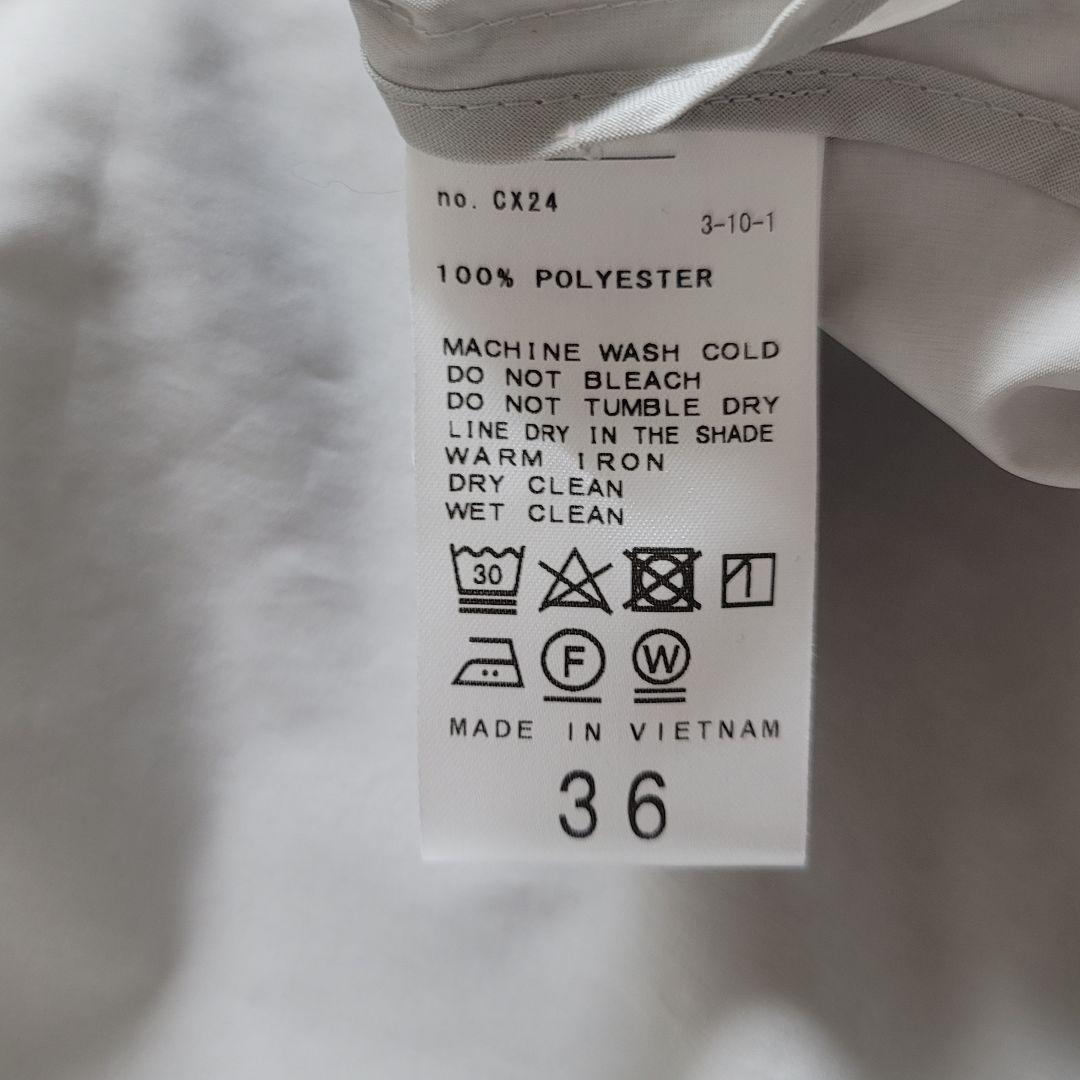 no. CX24
3-10-1
100% POLYESTER
MACHINE WASH COLD
DO NOT BLEACH
DO NOT TUMBLE DRY
LINE DRY IN THE SHADE
WARM IRON
DRY CLEAN
WET CLEAN
30
F W
MADE IN VIETNAM
36